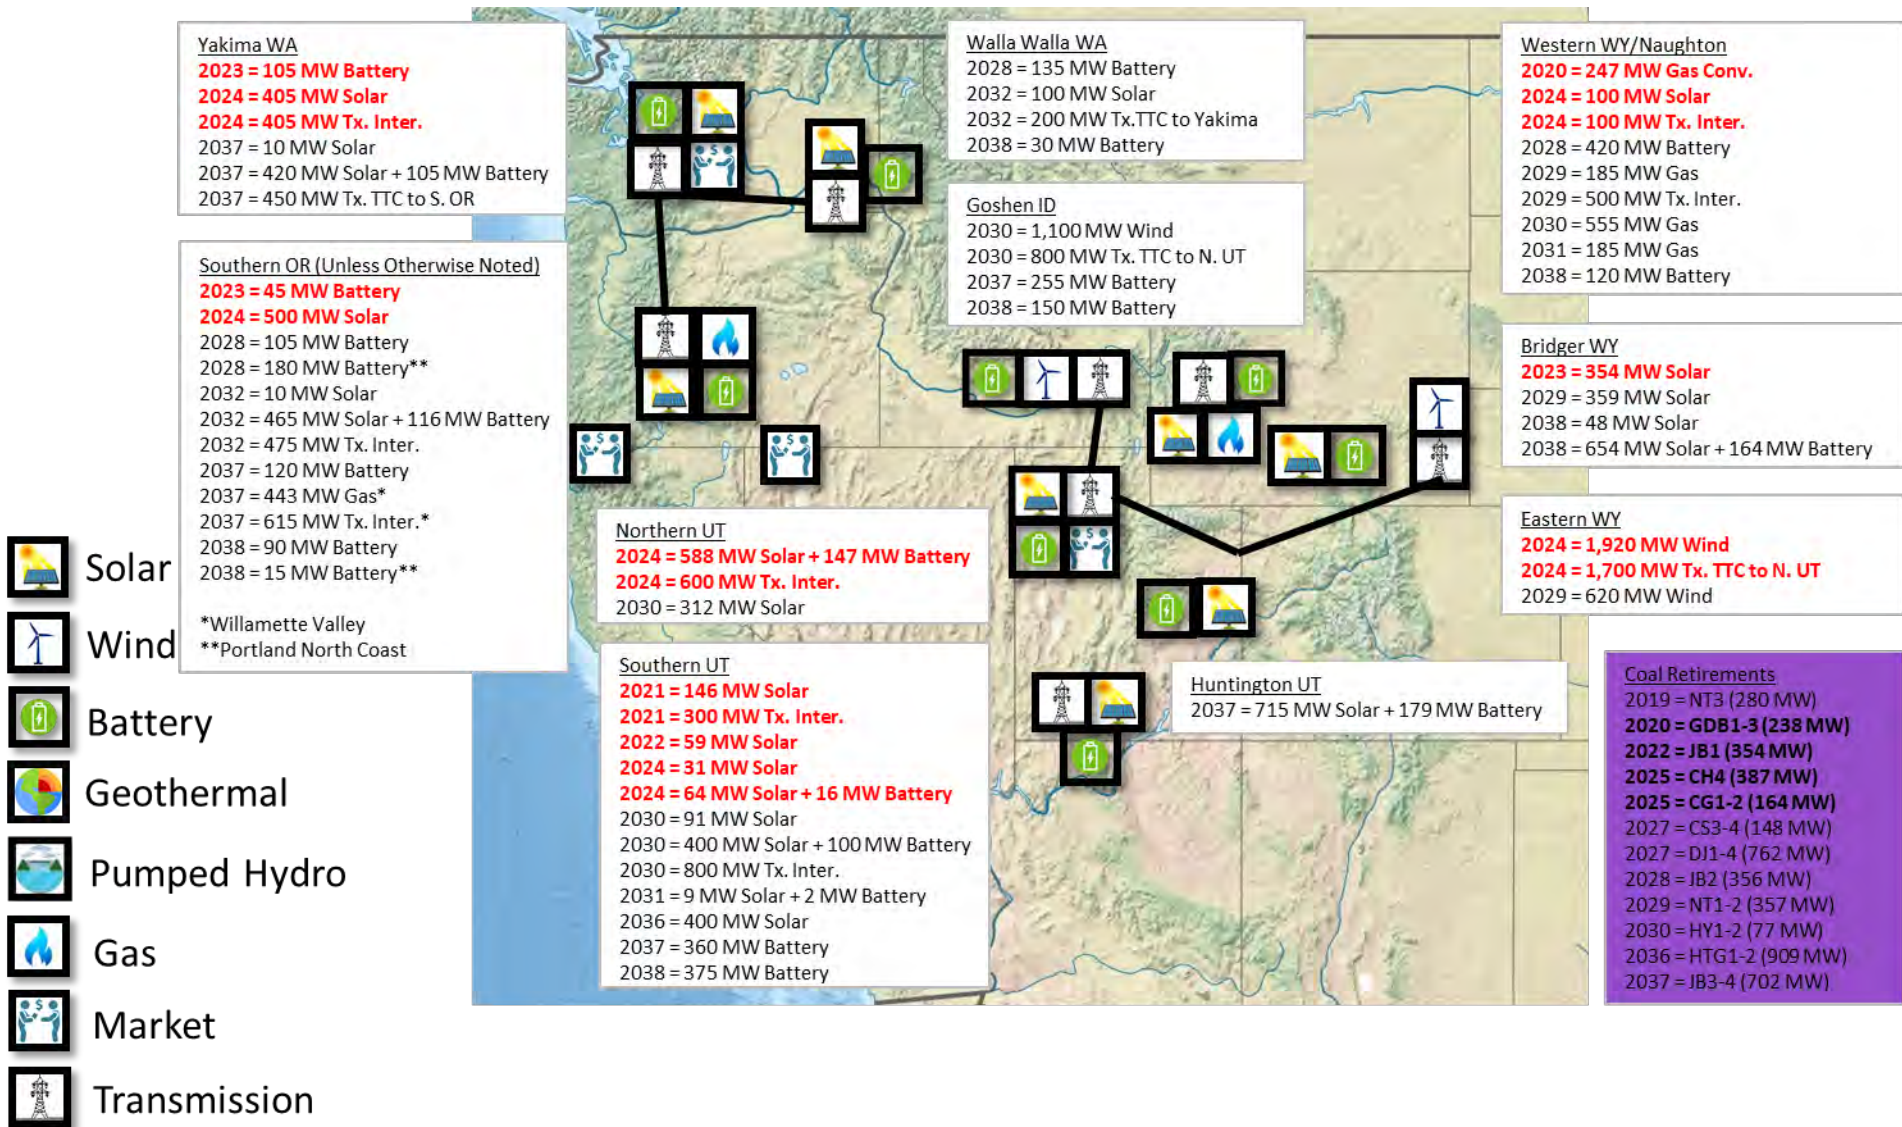 Yakima WA
2023 = 105 MW Battery
2024 = 405 MW Solar
2024 = 405 MW Tx. Inter.
2037 = 10 MW Solar
2037 = 420 MW Solar + 105 MW Battery
2037 = 450 MW Tx. TTC to S. OR
Southern OR (Unless Otherwise Noted)
2023 = 45 MW Battery
2024 = 500 MW Solar
2028 = 105 MW Battery
2028 = 180 MW Battery**
2032 = 10 MW Solar
2032 = 465 MW Solar + 116 MW Battery
2032 = 475 MW Tx. Inter.
2037 = 120 MW Battery
2037 = 443 MW Gas*
2037 = 615 MW Tx. Inter.*
2038 = 90 MW Battery
2038 = 15 MW Battery**
*Willamette Valley
**Portland North Coast
Walla Walla WA
2028 = 135 MW Battery
2032 = 100 MW Solar
2032 = 200 MW Tx.TTC to Yakima
2038 = 30 MW Battery
Goshen ID
2030 = 1,100 MW Wind
2030 = 800 MW Tx. TTC to N. UT
2037 = 255 MW Battery
2038 = 150 MW Battery
Western WY/Naughton
2020 = 247 MW Gas Conv.
2024 = 100 MW Solar
2024 = 100 MW Tx. Inter.
2028 = 420 MW Battery
2029 = 185 MW Gas
2029 = 500 MW Tx. Inter.
2030 = 555 MW Gas
2031 = 185 MW Gas
2038 = 120 MW Battery
Bridger WY
2023 = 354 MW Solar
2029 = 359 MW Solar
2038 = 48 MW Solar
2038 = 654 MW Solar + 164 MW Battery
Eastern WY
2024 = 1,920 MW Wind
2024 = 1,700 MW Tx. TTC to N. UT
2029 = 620 MW Wind
Northern UT
2024 = 588 MW Solar + 147 MW Battery
2024 = 600 MW Tx. Inter.
2030 = 312 MW Solar
Southern UT
2021 = 146 MW Solar
2021 = 300 MW Tx. Inter.
2022 = 59 MW Solar
2024 = 31 MW Solar
2024 = 64 MW Solar + 16 MW Battery
2030 = 91 MW Solar
2030 = 400 MW Solar + 100 MW Battery
2030 = 800 MW Tx. Inter.
2031 = 9 MW Solar + 2 MW Battery
2036 = 400 MW Solar
2037 = 360 MW Battery
2038 = 375 MW Battery
Huntington UT
2037 = 715 MW Solar + 179 MW Battery
Coal Retirements
2019 = NT3 (280 MW)
2020 = GDB1-3 (238 MW)
2022 = JB1 (354 MW)
2025 = CH4 (387 MW)
2025 = CG1-2 (164 MW)
2027 = CS3-4 (148 MW)
2027 = DJ1-4 (762 MW)
2028 = JB2 (356 MW)
2029 = NT1-2 (357 MW)
2030 = HY1-2 (77 MW)
2036 = HTG1-2 (909 MW)
2037 = JB3-4 (702 MW)
Solar
Wind
Battery
Geothermal
Pumped Hydro
Gas
Market
Transmission